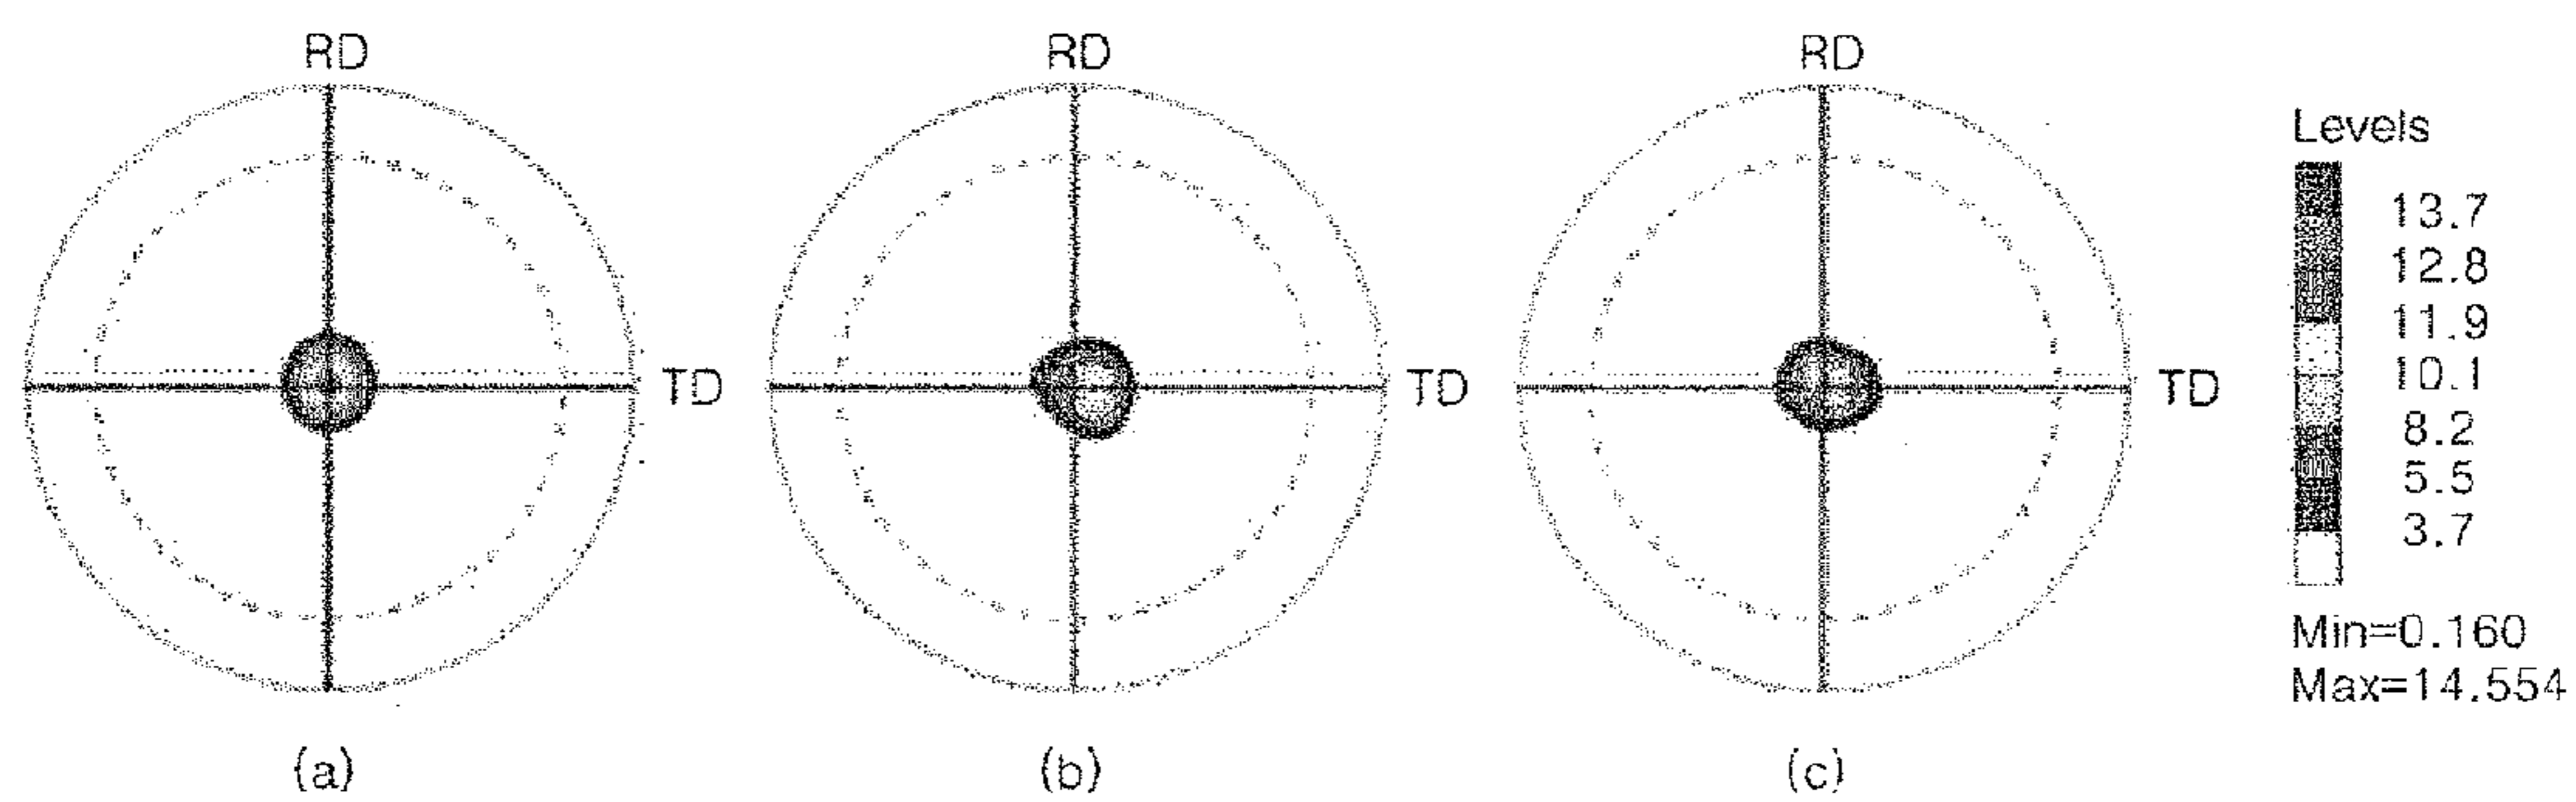 RD
RD
RD
Levels
13.7
12.8
11.9
10.1
8.2
5.5
3.7
TD
TD
TD
Min=0.160
Max=14.554
(a)
(b)
(c)